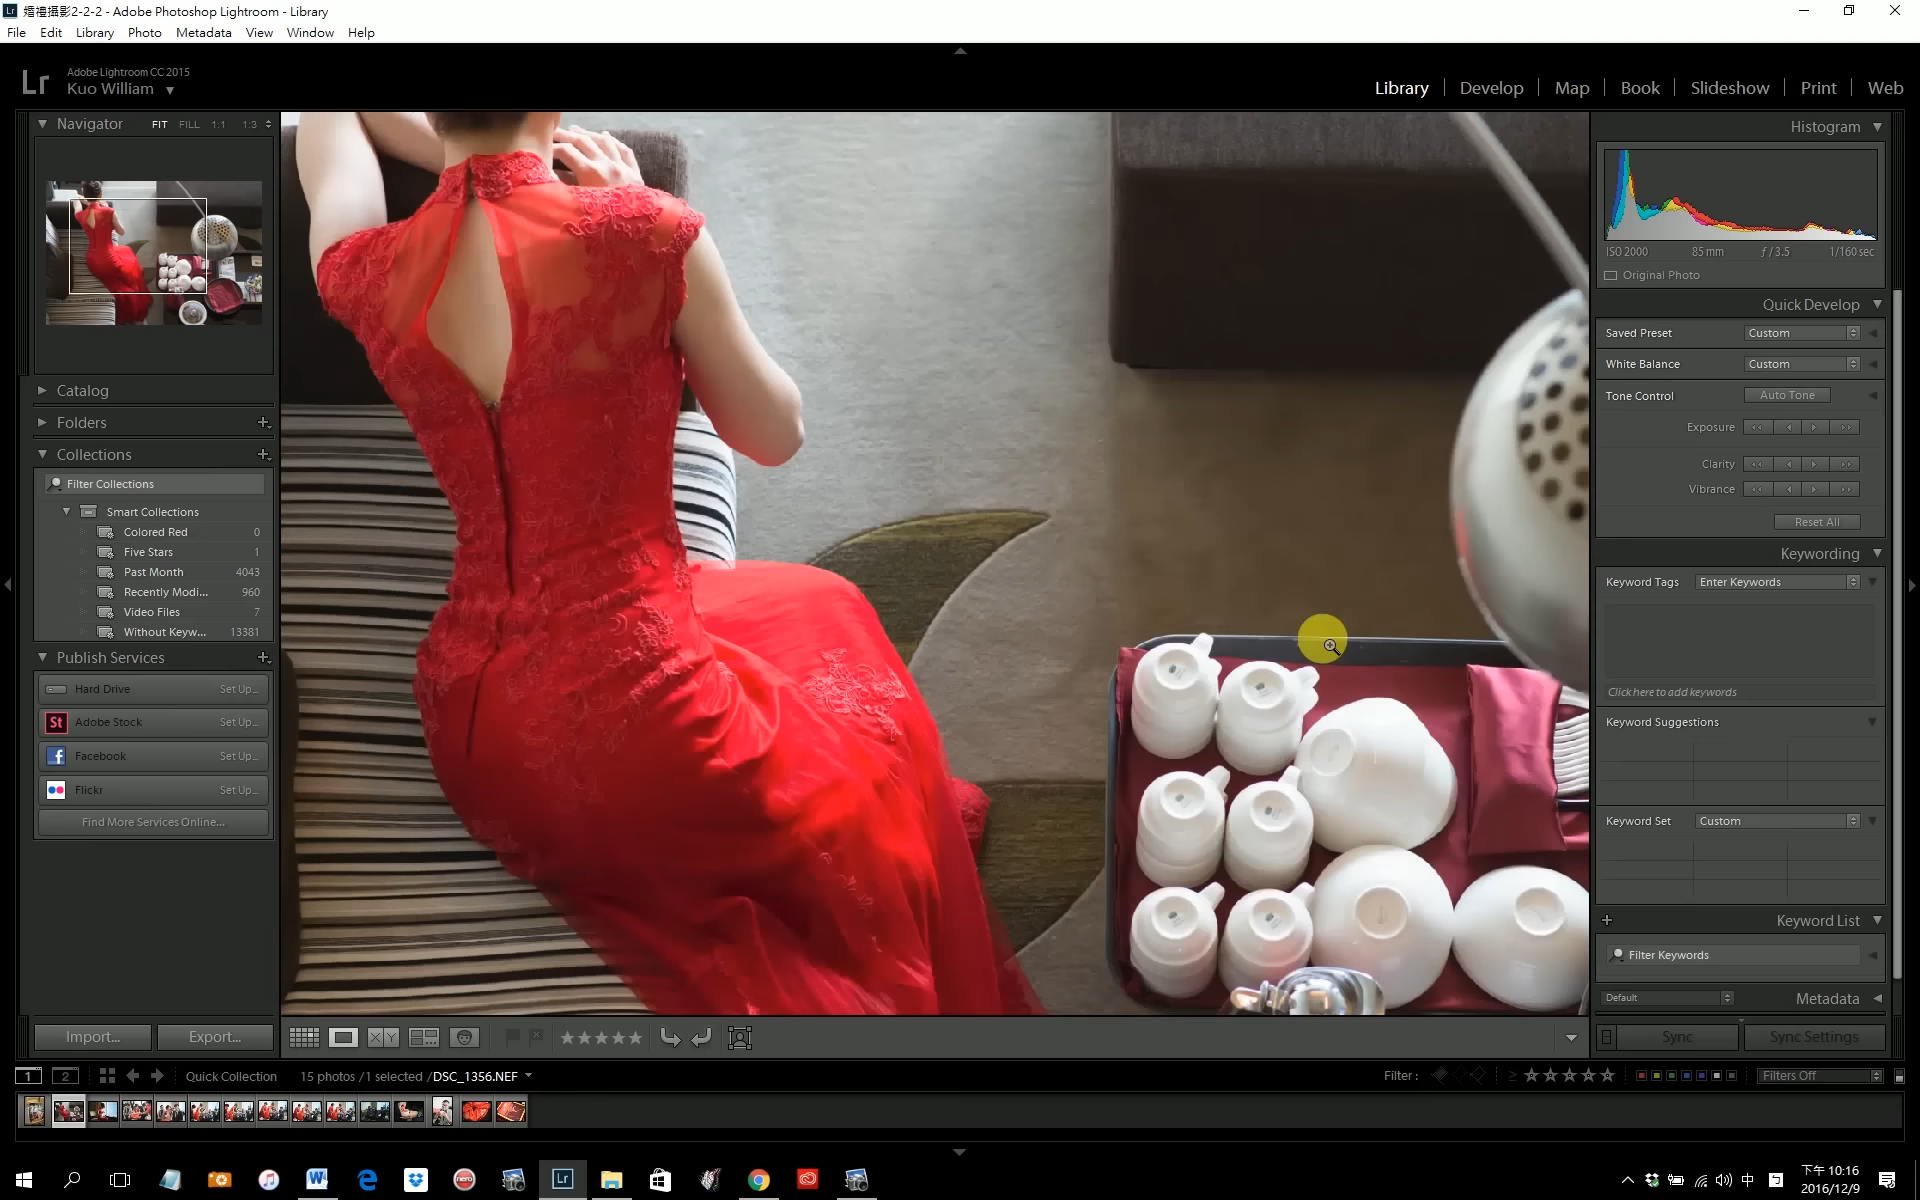 婚禮攝影2-2-2 - Adobe Photoshop Lightroom - Library
File Edit Library Photo Metadata View Window Help
Lr
Adobe Lightroom CC 2015
Kuo William
Library Develop Map Book Slideshow Print Web
Navigator FIT FILL 1:1 1:3
Catalog
Folders
Collections
Filter Collections
Smart Collections
Colored Red 0
Five Stars 1
Past Month 4043
Recently Modi... 960
Video Files 7
Without Keyw... 13381
Publish Services
Hard Drive Set Up...
St Adobe Stock Set Up...
Facebook Set Up...
Flickr Set Up...
Find More Services Online...
Import... Export...
Histogram
ISO 2000 85 mm ƒ / 3.5 1/160 sec
Original Photo
Quick Develop
Saved Preset Custom
White Balance Custom
Tone Control Auto Tone
Exposure
Clarity
Vibrance
Reset All
Keywording
Keyword Tags Enter Keywords
Click here to add keywords
Keyword Suggestions
Keyword Set Custom
Keyword List
Filter Keywords
Default Metadata
Sync Sync Settings
X Y
1 2 Quick Collection 15 photos / 1 selected / DSC_1356.NEF Filter : ≥ Filters Off
Lr
中
下午 10:16
2016/12/9